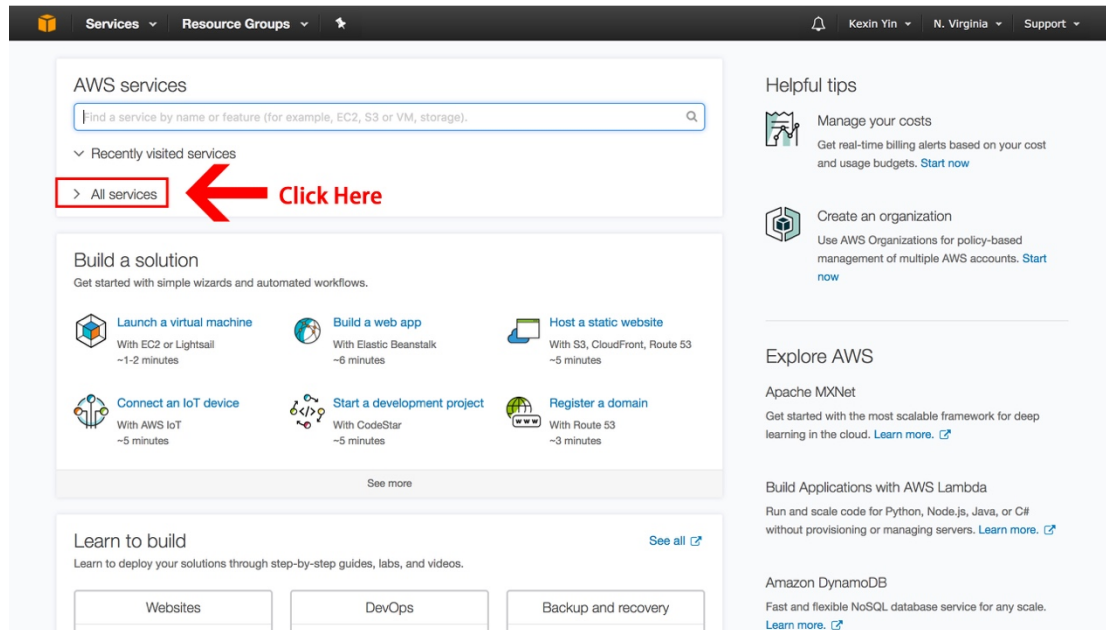 Services Resource Groups Kexin Yin N. Virginia Support
AWS services
Find a service by name or feature (for example, EC2, S3 or VM, storage).
Recently visited services
All services
Click Here
Build a solution
Get started with simple wizards and automated workflows.
Launch a virtual machine
With EC2 or Lightsail
~1-2 minutes
Build a web app
With Elastic Beanstalk
~6 minutes
Host a static website
With S3, CloudFront, Route 53
~5 minutes
Connect an IoT device
With AWS IoT
~5 minutes
Start a development project
With CodeStar
~5 minutes
Register a domain
With Route 53
~3 minutes
See more
Learn to build
See all
Learn to deploy your solutions through step-by-step guides, labs, and videos.
Websites
DevOps
Backup and recovery
Helpful tips
Manage your costs
Get real-time billing alerts based on your cost
and usage budgets. Start now
Create an organization
Use AWS Organizations for policy-based
management of multiple AWS accounts. Start
now
Explore AWS
Apache MXNet
Get started with the most scalable framework for deep
learning in the cloud. Learn more.
Build Applications with AWS Lambda
Run and scale code for Python, Node.js, Java, or C#
without provisioning or managing servers. Learn more.
Amazon DynamoDB
Fast and flexible NoSQL database service for any scale.
Learn more.